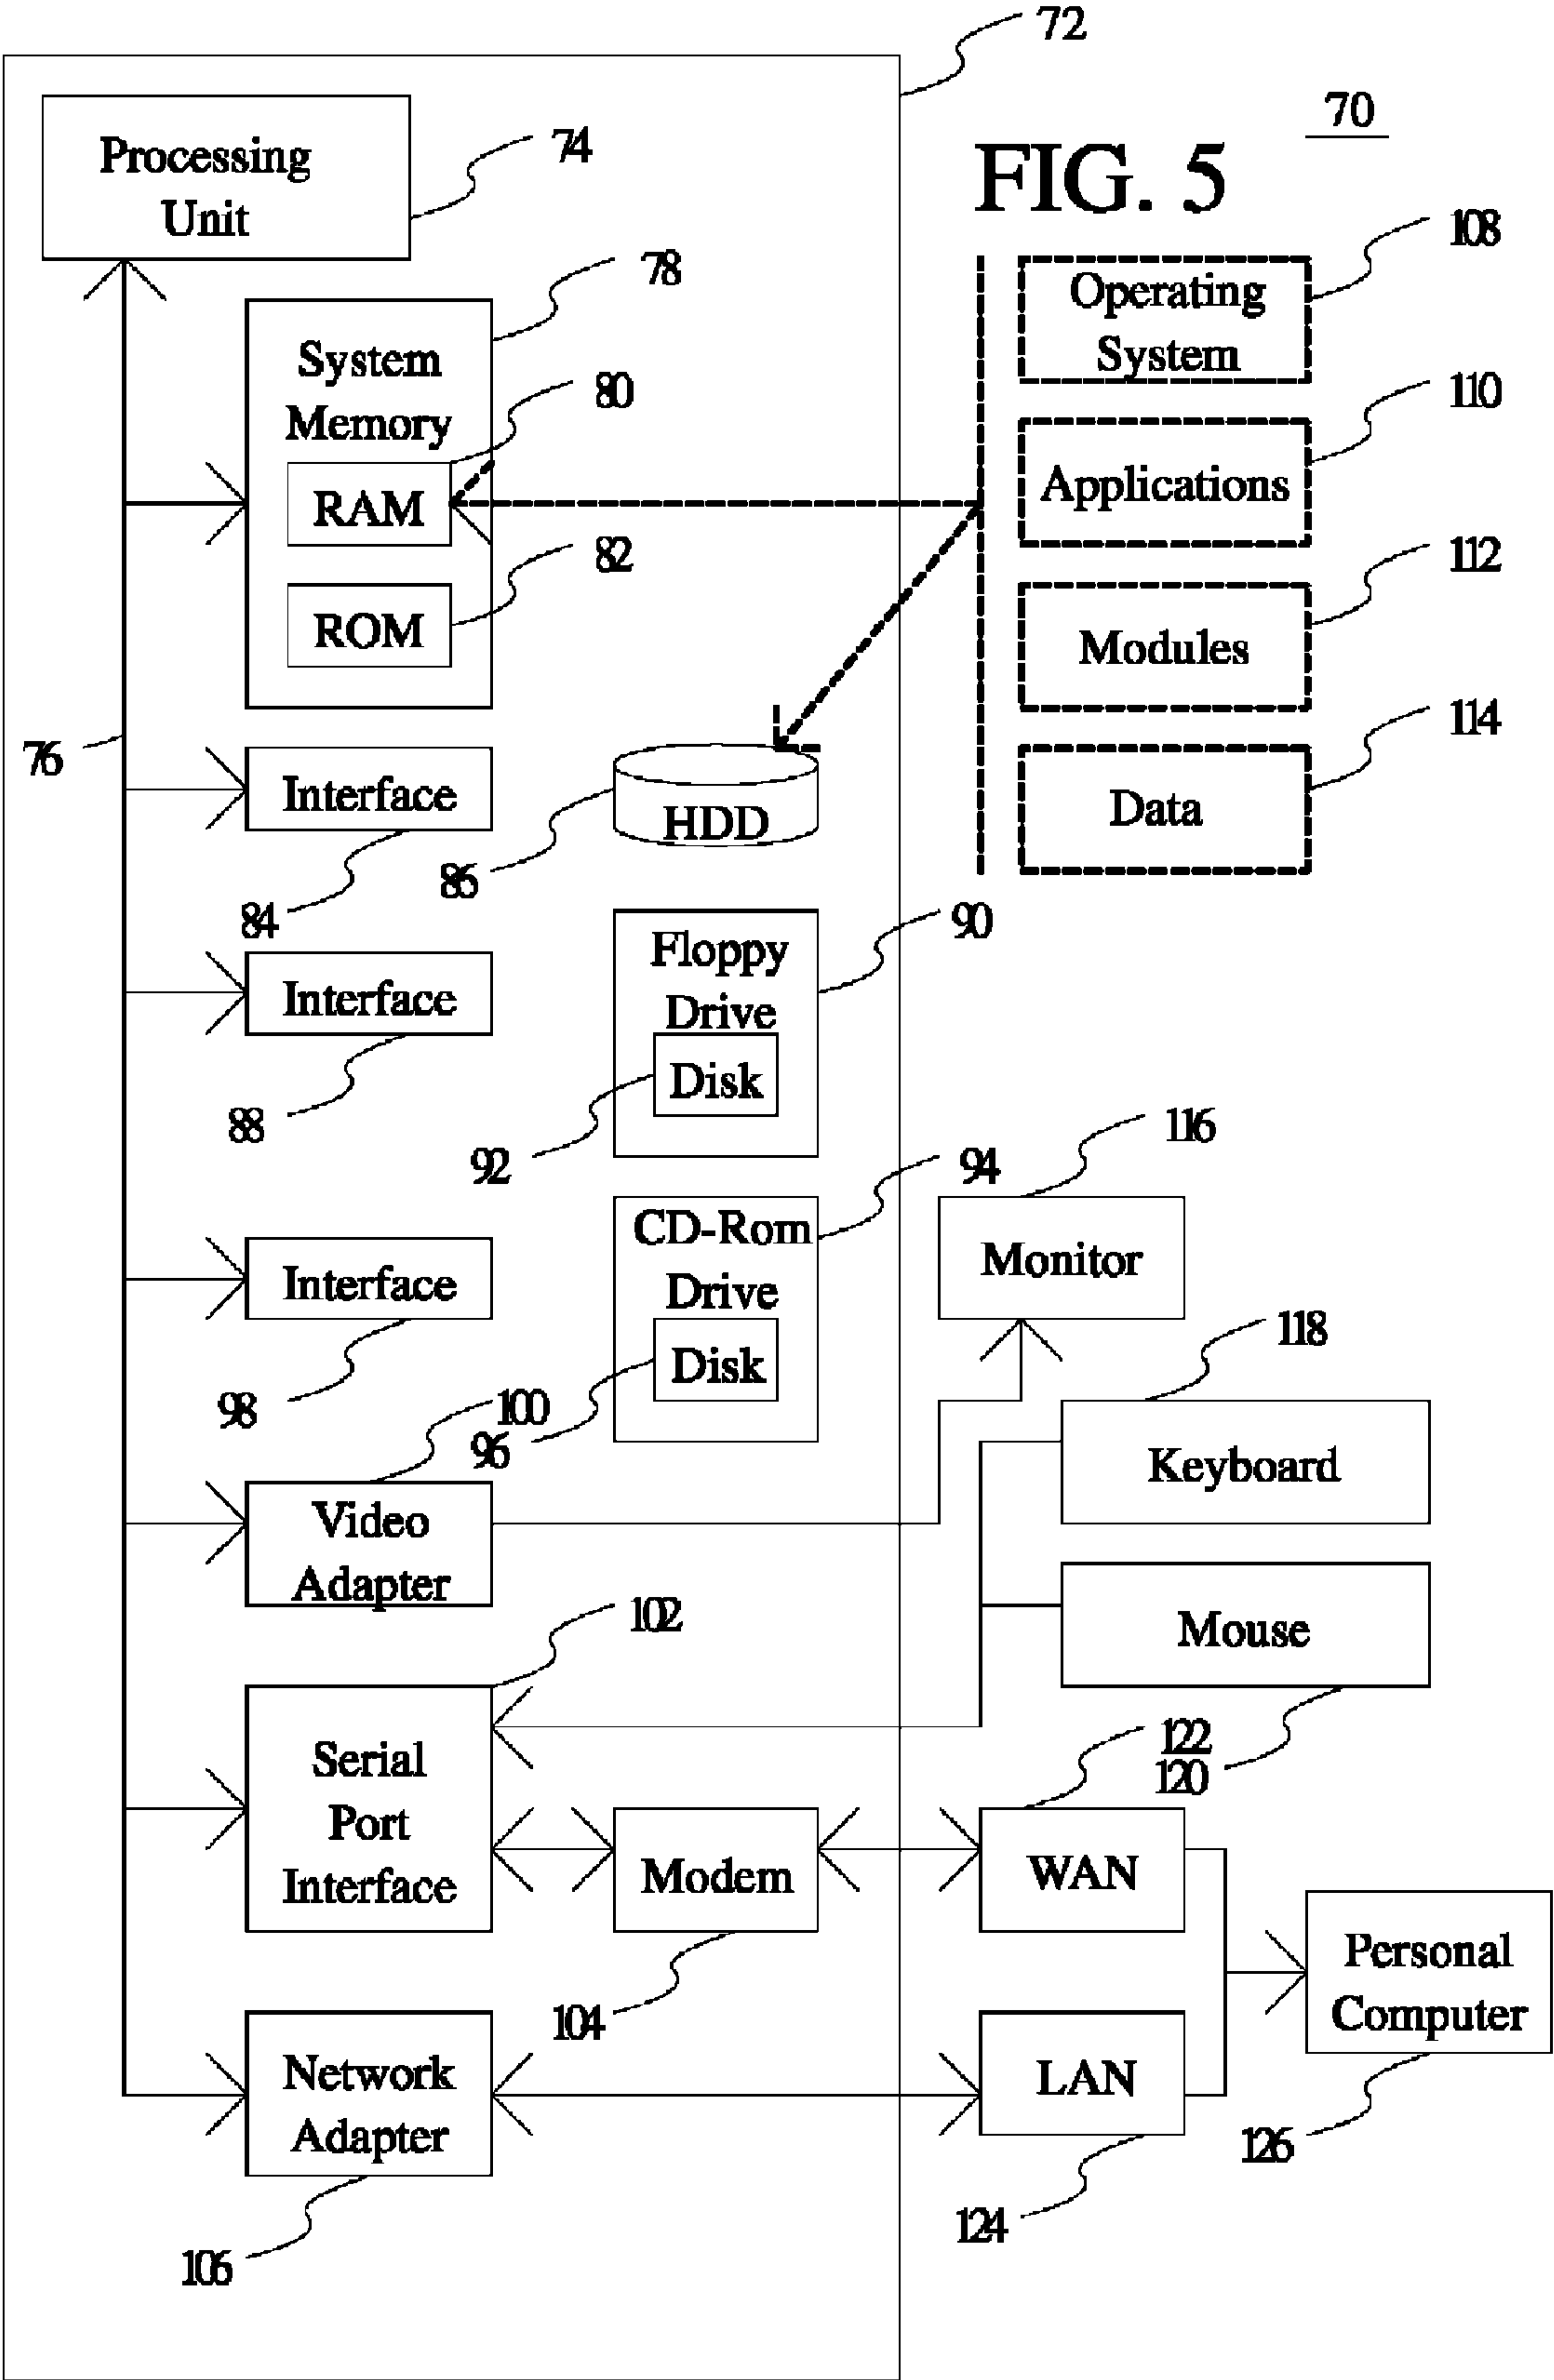 72
70
FIG. 5
Processing
Unit
74
78
System
Memory
80
RAM
82
ROM
76
108
Operating
System
110
Applications
112
Modules
114
Data
Interface
84
HDD
86
Interface
88
90
Floppy
Drive
Disk
92
94
CD-Rom
Drive
Disk
96
Interface
98
116
Monitor
118
Keyboard
100
Video
Adapter
Mouse
120
102
Serial
Port
Interface
Modem
104
122
WAN
Personal
Computer
126
Network
Adapter
106
LAN
124